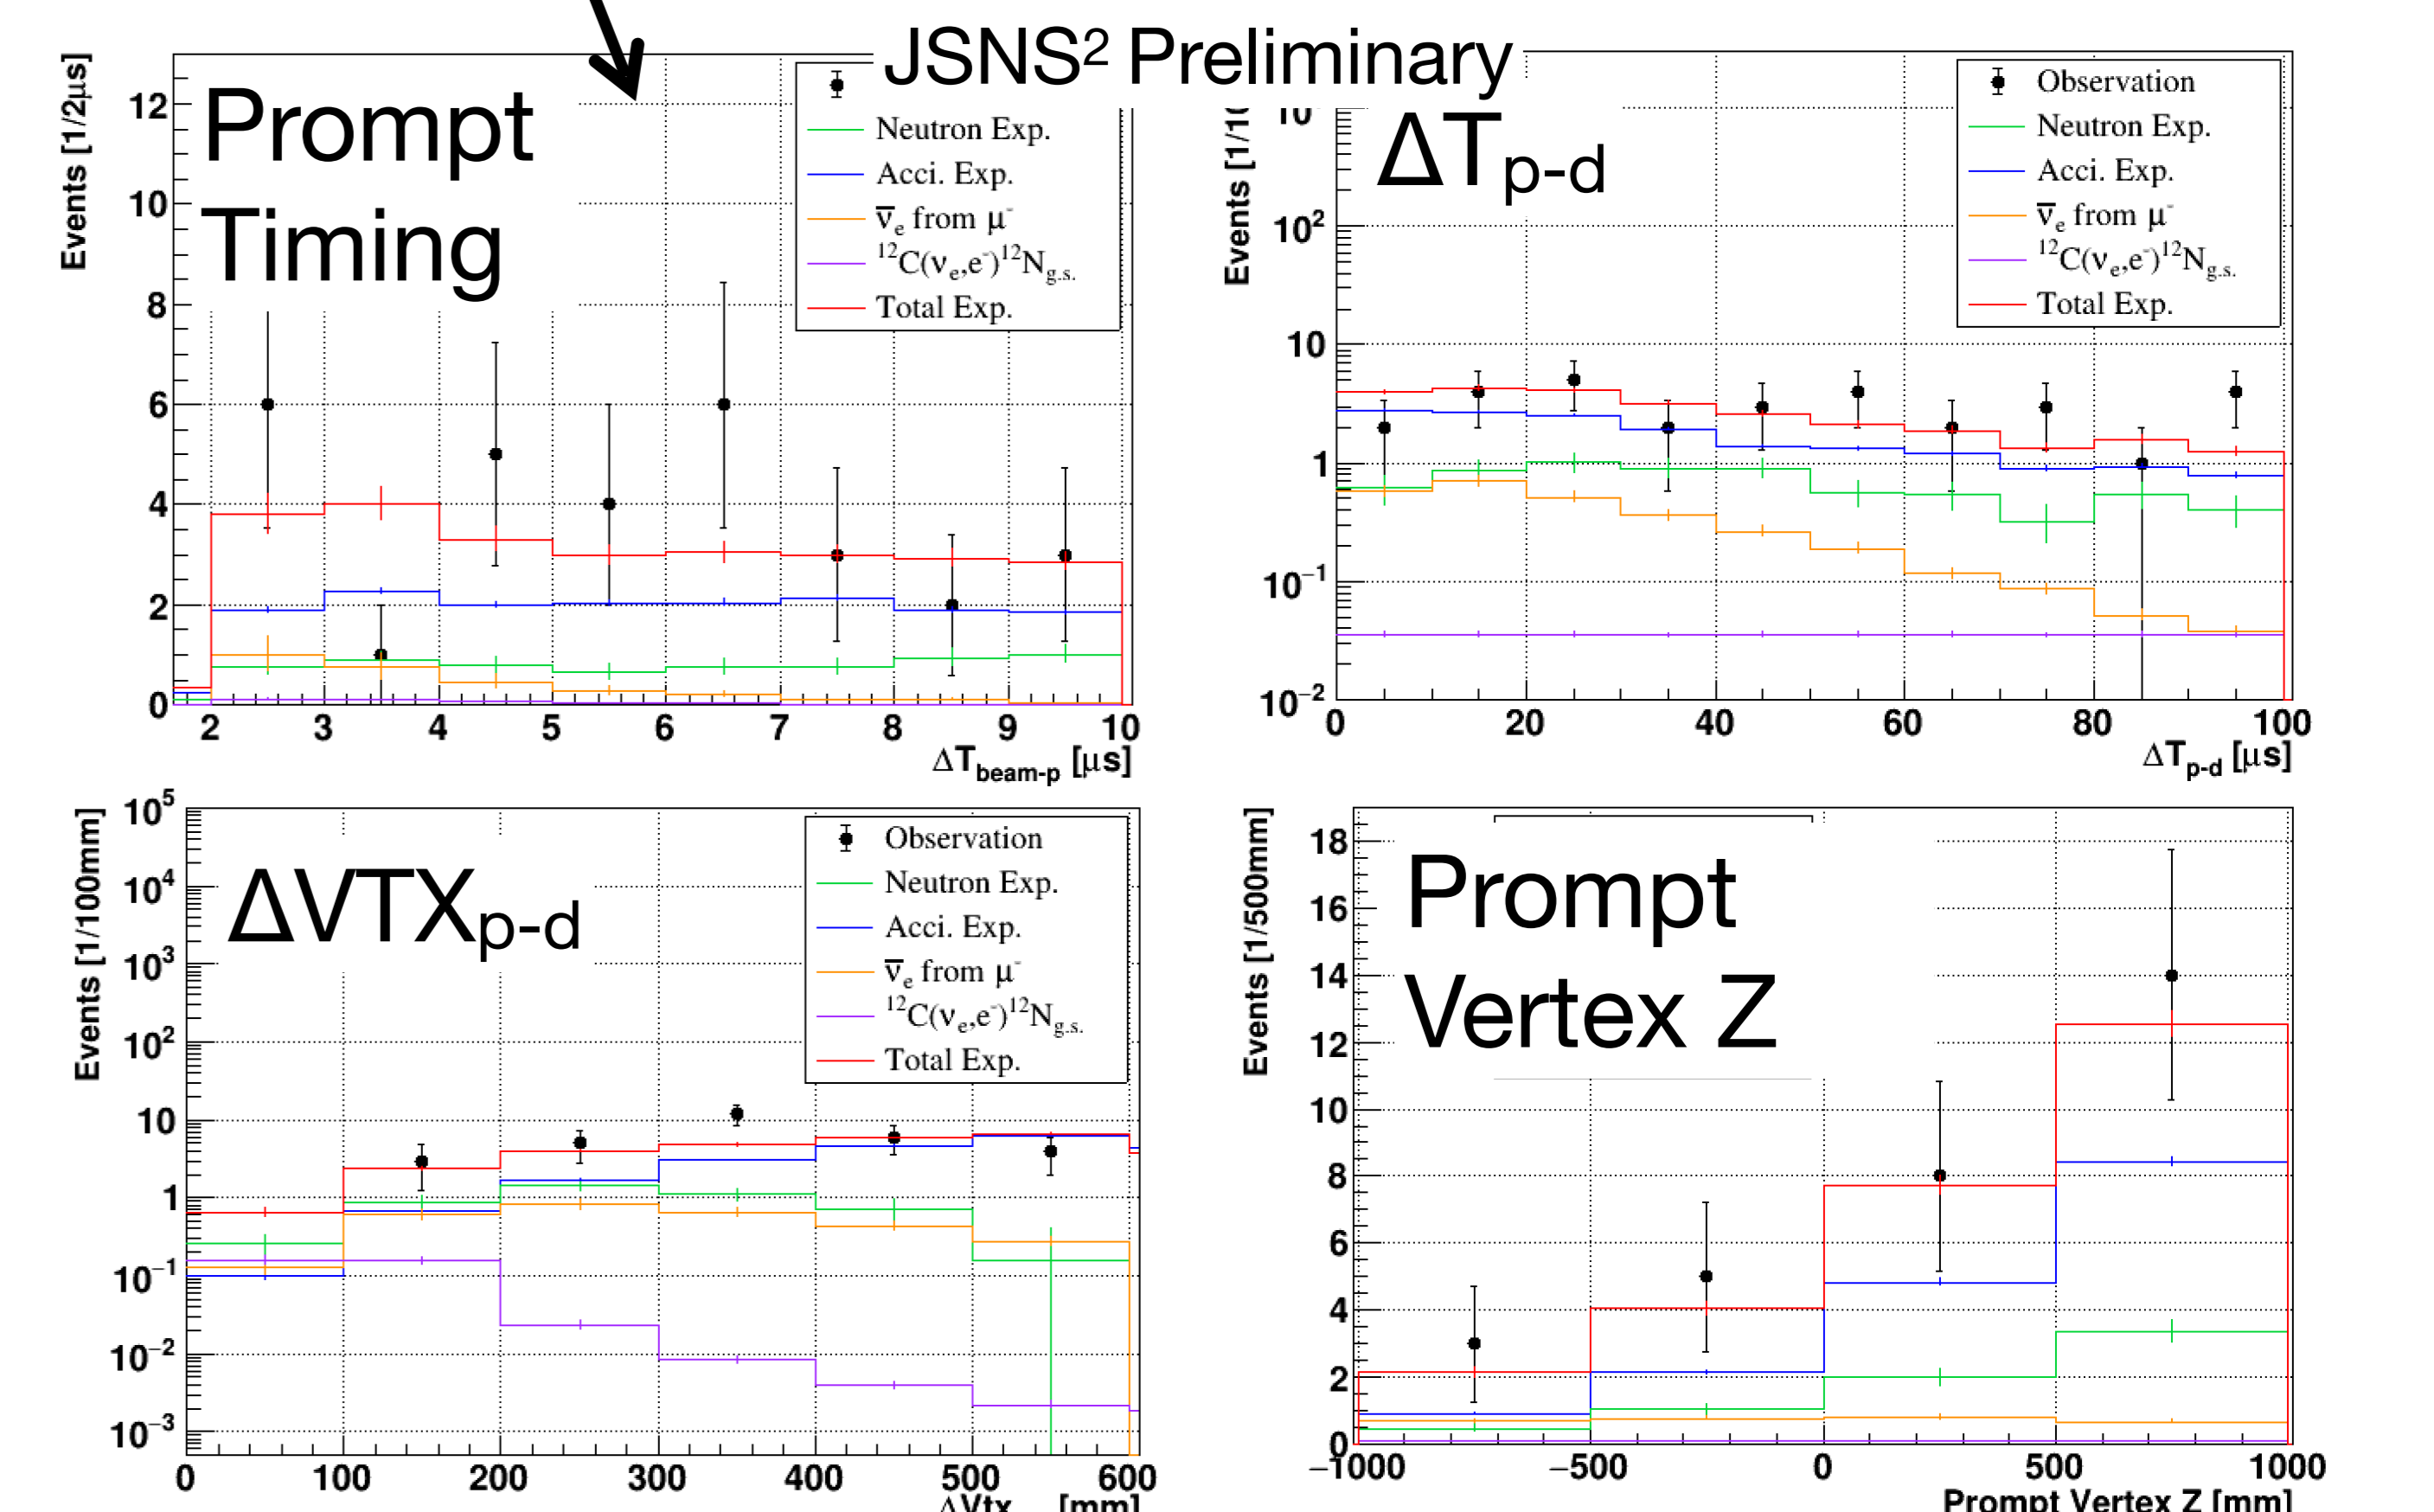 JSNS² Preliminary
Prompt
Timing
Events [1/2μs]
12
10
8
6
4
2
0
2 3 4 5 6 7 8 9 10
ΔT_beam-p [μs]
Neutron Exp.
Acci. Exp.
ν̅_e from μ⁻
¹²C(ν_e,e⁻)¹²N_g.s.
Total Exp.
ΔT_p-d
Events [1/1
10²
10
1
10⁻¹
10⁻²
0 20 40 60 80 100
ΔT_p-d [μs]
Observation
Neutron Exp.
Acci. Exp.
ν̅_e from μ⁻
¹²C(ν_e,e⁻)¹²N_g.s.
Total Exp.
ΔVTX_p-d
Events [1/100mm]
10⁵
10⁴
10³
10²
10
1
10⁻¹
10⁻²
10⁻³
0 100 200 300 400 500 600
ΔVtx [mm]
Observation
Neutron Exp.
Acci. Exp.
ν̅_e from μ⁻
¹²C(ν_e,e⁻)¹²N_g.s.
Total Exp.
Prompt
Vertex Z
Events [1/500mm]
18
16
14
12
10
8
6
4
2
0
−1000 −500 0 500 1000
Prompt Vertex Z [mm]